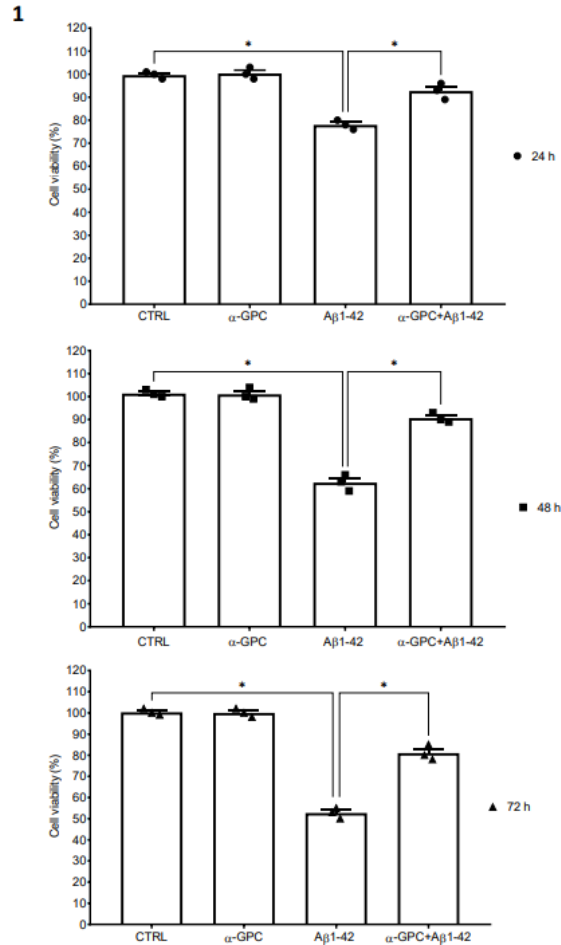 1
120
110
100
90
80
70
60
50
40
30
20
10
0
Cell viability (%)
*
*
CTRL
α-GPC
Aβ1-42
α-GPC+Aβ1-42
24 h
120
110
100
90
80
70
60
50
40
30
20
10
0
Cell viability (%)
*
*
CTRL
α-GPC
Aβ1-42
α-GPC+Aβ1-42
48 h
120
110
100
90
80
70
60
50
40
30
20
10
0
Cell viability (%)
*
*
CTRL
α-GPC
Aβ1-42
α-GPC+Aβ1-42
72 h